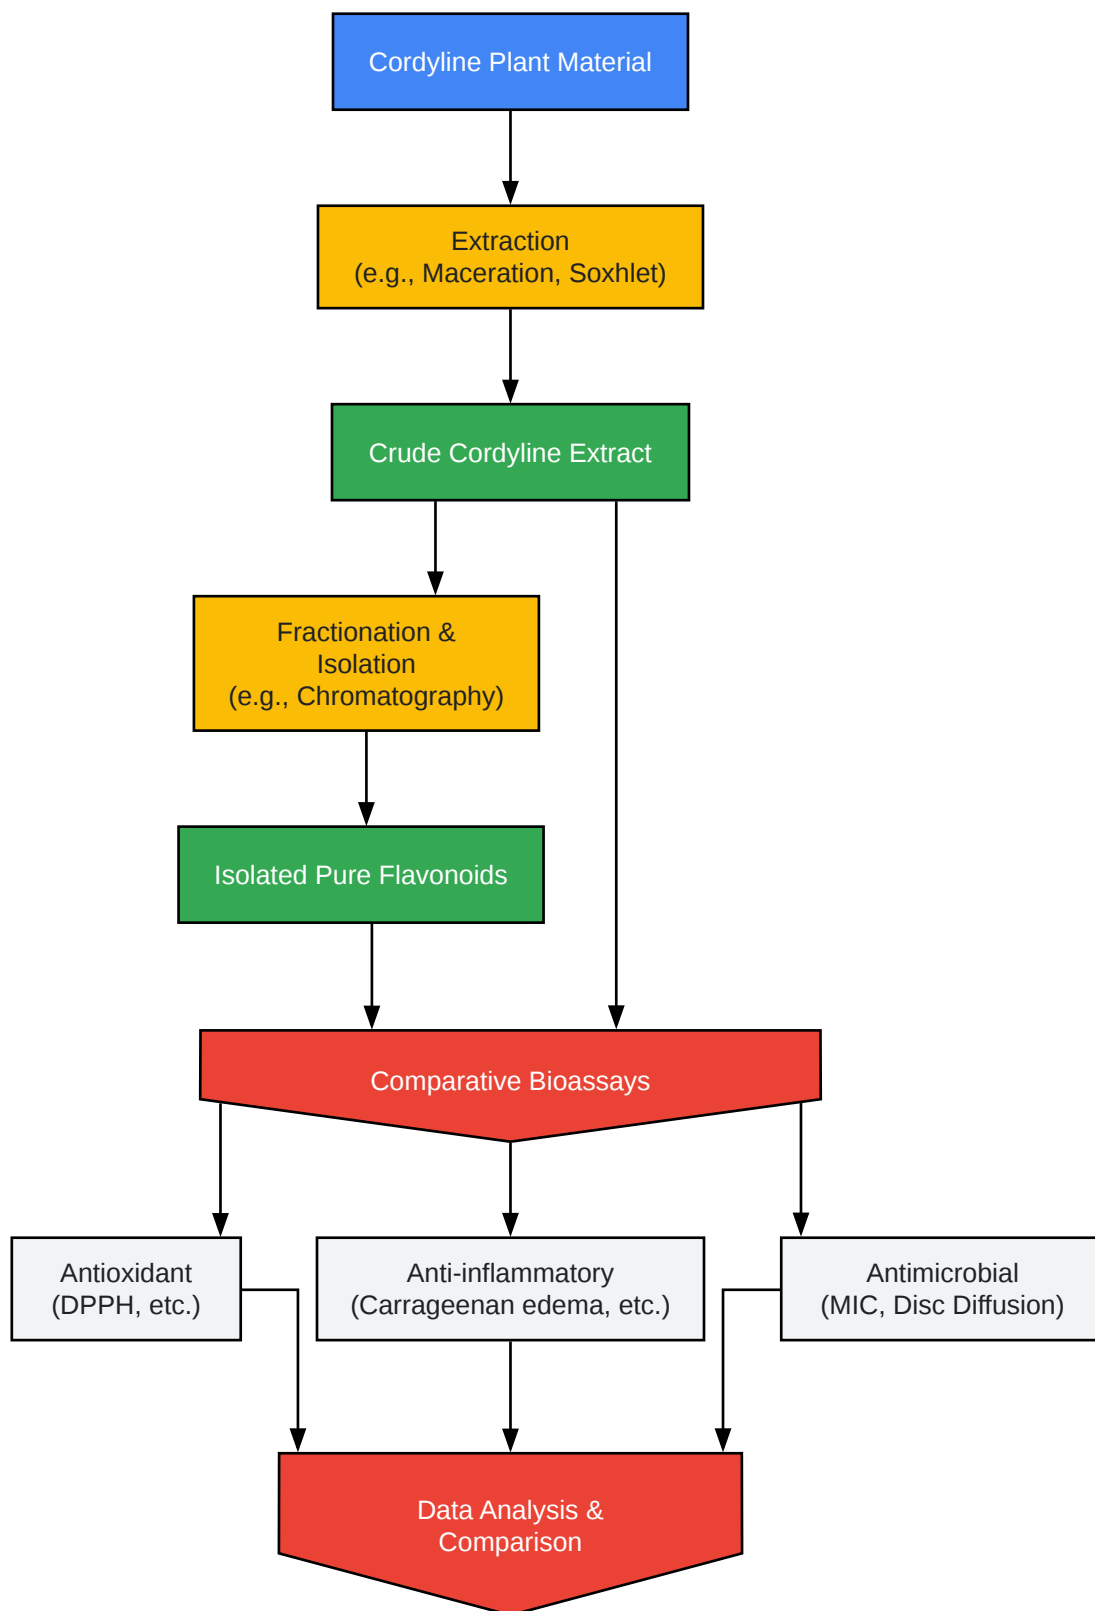 Cordyline Plant Material
Extraction
(e.g., Maceration, Soxhlet)
Crude Cordyline Extract
Fractionation &
Isolation
(e.g., Chromatography)
Isolated Pure Flavonoids
Comparative Bioassays
Antioxidant
(DPPH, etc.)
Anti-inflammatory
(Carrageenan edema, etc.)
Antimicrobial
(MIC, Disc Diffusion)
Data Analysis &
Comparison